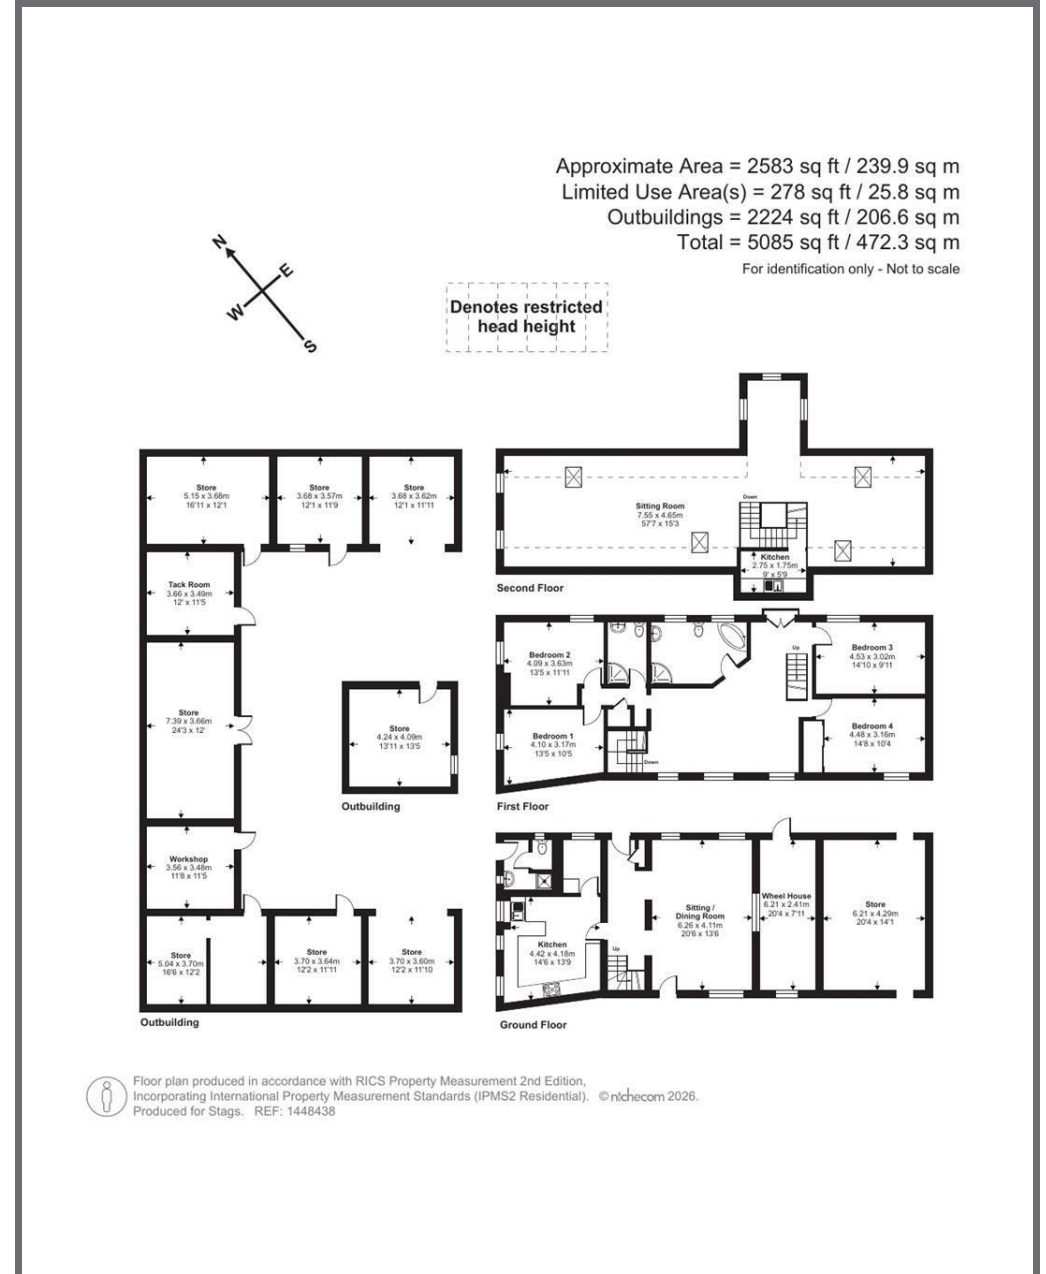 Approximate Area = 2583 sq ft / 239.9 sq m
Limited Use Area(s) = 278 sq ft / 25.8 sq m
Outbuildings = 2224 sq ft / 206.6 sq m
Total = 5085 sq ft / 472.3 sq m
For identification only - Not to scale
N
E
W
S
Denotes restricted
head height
Store
5.15 x 3.68m
16'11 x 12'1
Store
3.68 x 3.57m
12'1 x 11'9
Store
3.68 x 3.62m
12'1 x 11'11
Tack Room
3.66 x 3.49m
12' x 11'5
Store
7.39 x 3.66m
24'3 x 12'
Workshop
3.56 x 3.48m
11'8 x 11'5
Store
5.04 x 3.70m
16'6 x 12'2
Store
3.70 x 3.64m
12'2 x 11'11
Store
3.70 x 3.60m
12'2 x 11'10
Outbuilding
Store
4.24 x 4.09m
13'11 x 13'5
Outbuilding
Down
Sitting Room
7.55 x 4.65m
57'7 x 15'3
Kitchen
2.75 x 1.75m
9' x 5'9
Second Floor
Bedroom 2
4.09 x 3.63m
13'5 x 11'11
Up
Bedroom 3
4.53 x 3.02m
14'10 x 9'11
Bedroom 1
4.10 x 3.17m
13'5 x 10'5
Down
Bedroom 4
4.48 x 3.16m
14'8 x 10'4
First Floor
Kitchen
4.42 x 4.18m
14'6 x 13'9
Up
Sitting /
Dining Room
6.26 x 4.11m
20'6 x 13'6
Wheel House
6.21 x 2.41m
20'4 x 7'11
Store
6.21 x 4.29m
20'4 x 14'1
Ground Floor
Floor plan produced in accordance with RICS Property Measurement 2nd Edition,
Incorporating International Property Measurement Standards (IPMS2 Residential). © nichecom 2026.
Produced for Stags. REF: 1448438